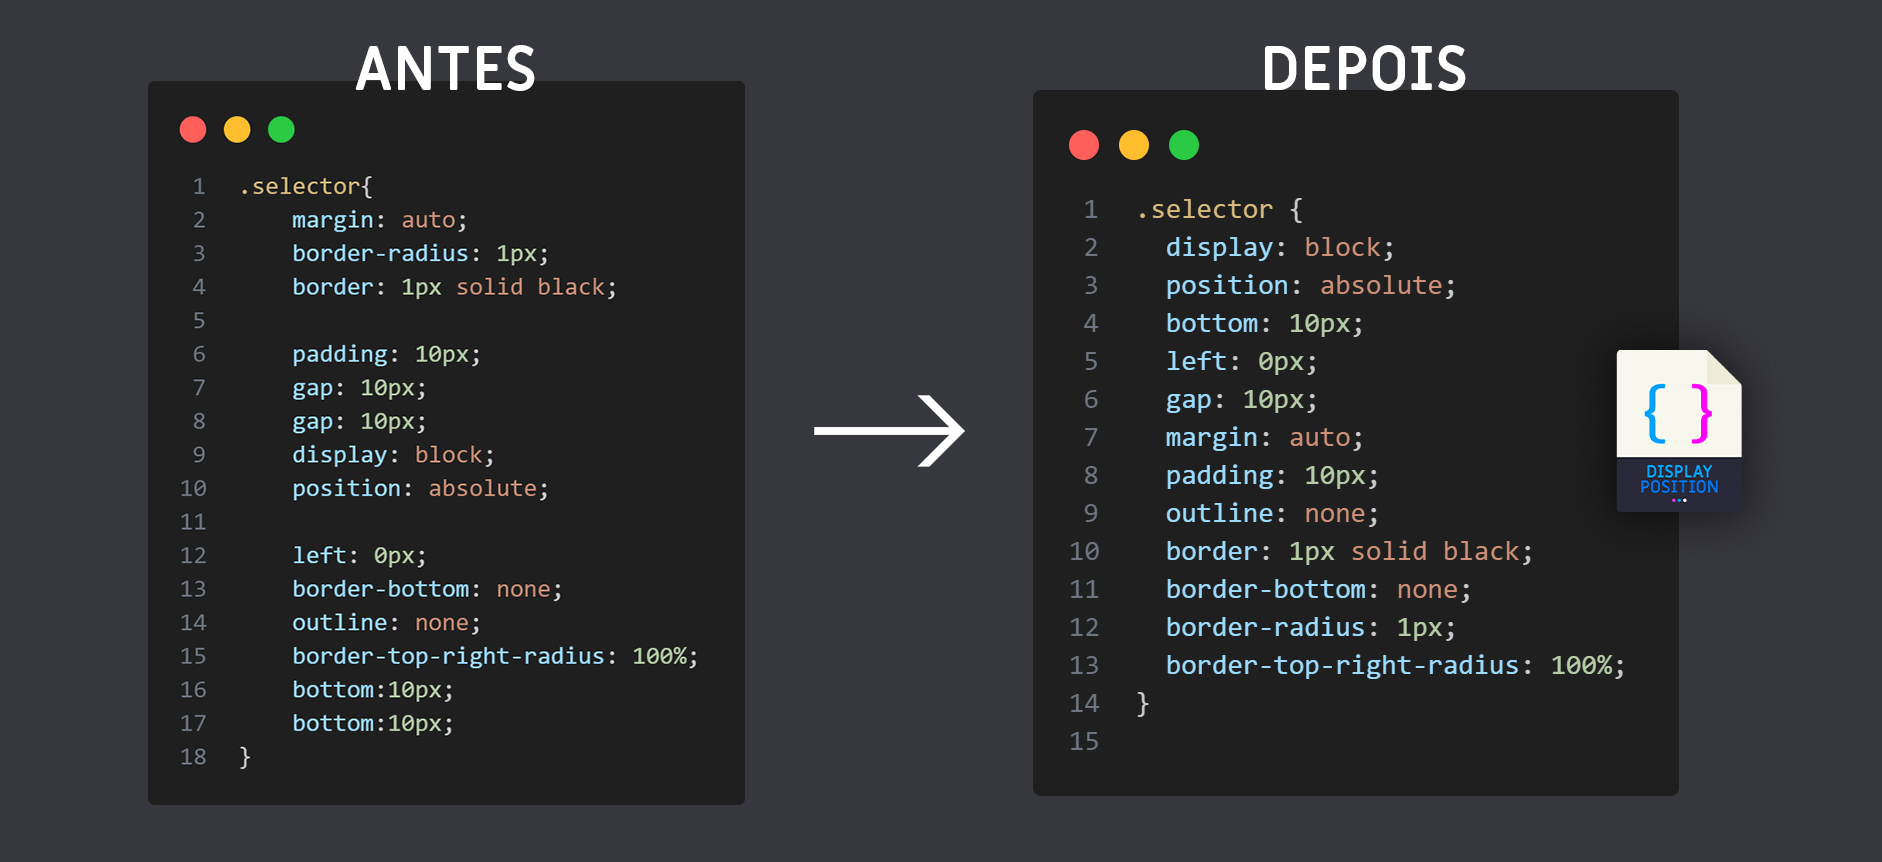 ANTES
1 .selector{
2     margin: auto;
3     border-radius: 1px;
4     border: 1px solid black;
5
6     padding: 10px;
7     gap: 10px;
8     gap: 10px;
9     display: block;
10     position: absolute;
11
12     left: 0px;
13     border-bottom: none;
14     outline: none;
15     border-top-right-radius: 100%;
16     bottom:10px;
17     bottom:10px;
18 }
DEPOIS
1 .selector {
2   display: block;
3   position: absolute;
4   bottom: 10px;
5   left: 0px;
6   gap: 10px;
7   margin: auto;
8   padding: 10px;
9   outline: none;
10   border: 1px solid black;
11   border-bottom: none;
12   border-radius: 1px;
13   border-top-right-radius: 100%;
14 }
15
{ }
DISPLAY
POSITION